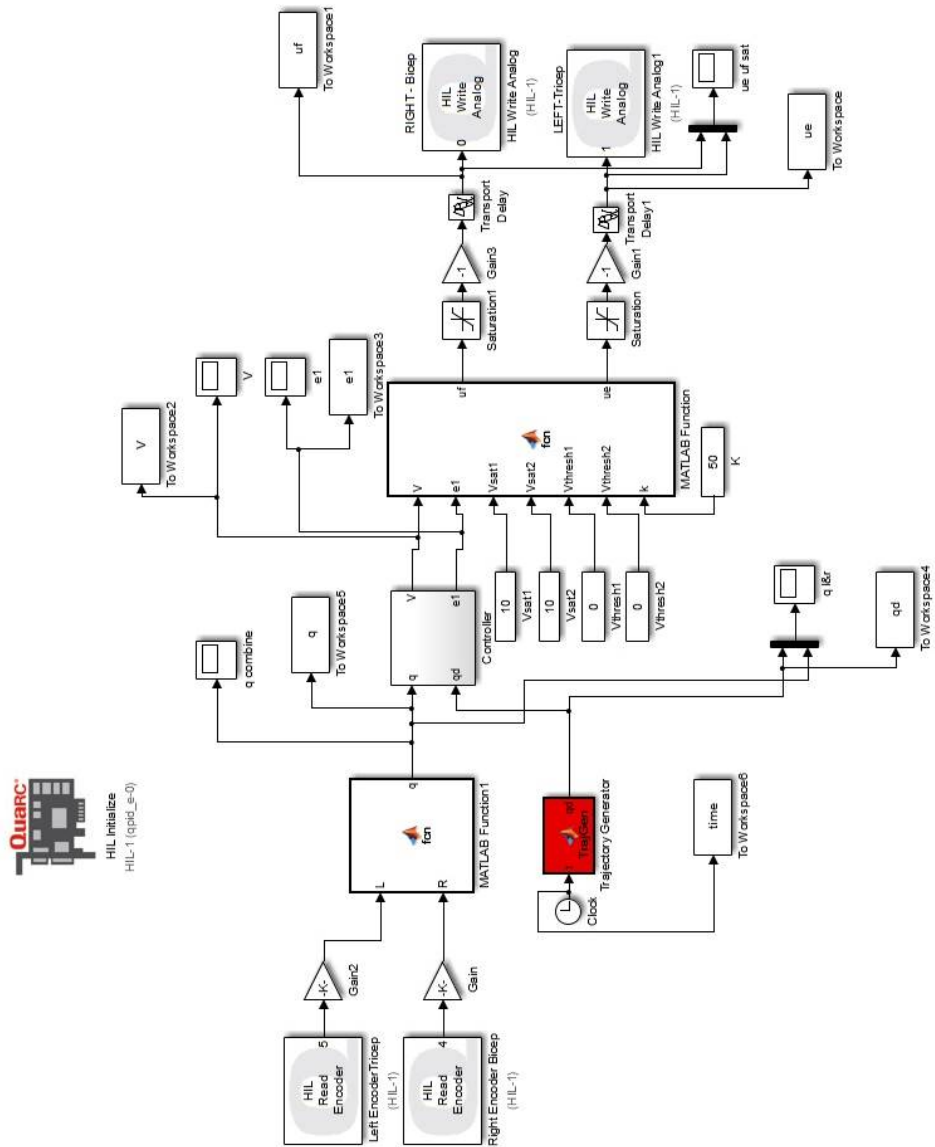 QUARC
HIL Initialize
HIL-1 (qpid_e-0)
HIL
Read
Encoder
5
Left EncoderTricep
(HIL-1)
HIL
Read
Encoder
4
Right Encoder Bicep
(HIL-1)
-K-
Gain2
-K-
Gain
L
R
fcn
q
MATLAB Function1
Clock
TrajGen
qd
Trajectory Generator
time
To Workspace6
q combine
q
To Workspace5
q
qd
V
e1
Controller
10
Vsat1
10
Vsat2
0
Vthresh1
0
Vthresh2
q l&r
qd
To Workspace4
V
To Workspace2
V
e1
e1
To Workspace3
V
e1
Vsat1
Vsat2
Vthresh1
Vthresh2
k
fcn
uf
ue
MATLAB Function
50
K
Saturation1
-1
Gain3
Transport
Delay
Saturation
-1
Gain1
Transport
Delay1
uf
To Workspace1
RIGHT - Bicep
0
HIL
Write
Analog
HIL Write Analog
(HIL-1)
LEFT-Tricep
1
HIL
Write
Analog
HIL Write Analog1
(HIL-1)
ue uf sat
ue
To Workspace